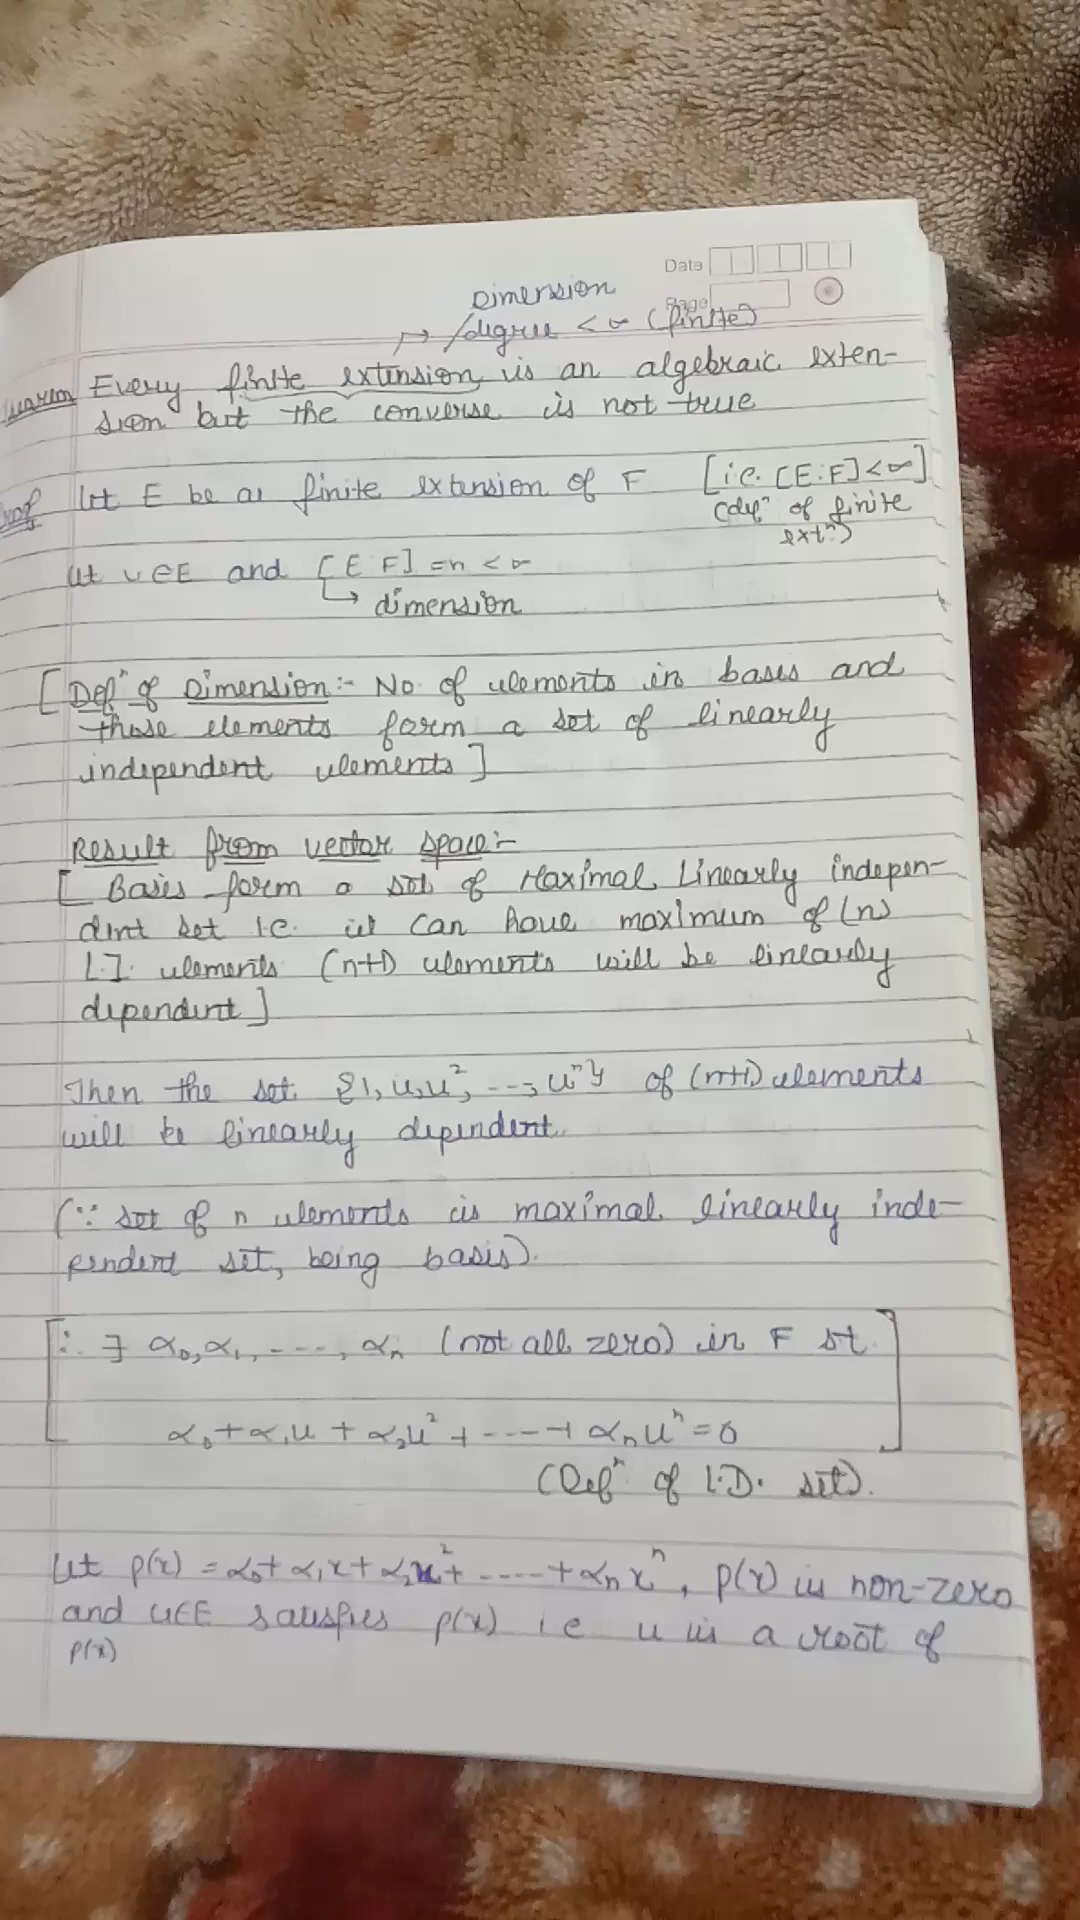 Data
Dimension
Page
→ /degree < ∞ (finite)
Every finite extension is an algebraic exten-
sion but the converse is not true
let E be a finite extension of F [i.e. [E:F]<∞]
(defⁿ of finite
extⁿ)
let u∈E and [E F] = n < ∞
↳ dimension
[Defⁿ of Dimension:- No. of elements in basis and
those elements form a set of linearly
independent elements]
Result from vector space:-
[Basis form a set of Maximal Linearly indepen-
dent set i.e. it can have maximum of (n)
L.I. elements (n+1) elements will be linearly
dependent]
Then the set {1, u, u², ---, uⁿ} of (n+1) elements
will be linearly dependent.
(∵ set of n elements is maximal linearly inde-
pendent set, being basis).
[∴ ∃ α₀, α₁, ----, αₙ (not all zero) in F st.
α₀ + α₁u + α₂u² + ---- + αₙuⁿ = 0]
(Defⁿ of L.D. set).
let p(x) = α₀ + α₁x + α₂x² + ---- + αₙxⁿ, p(x) is non-zero
and u∈E satisfies p(x) i e u is a root of
p(x)